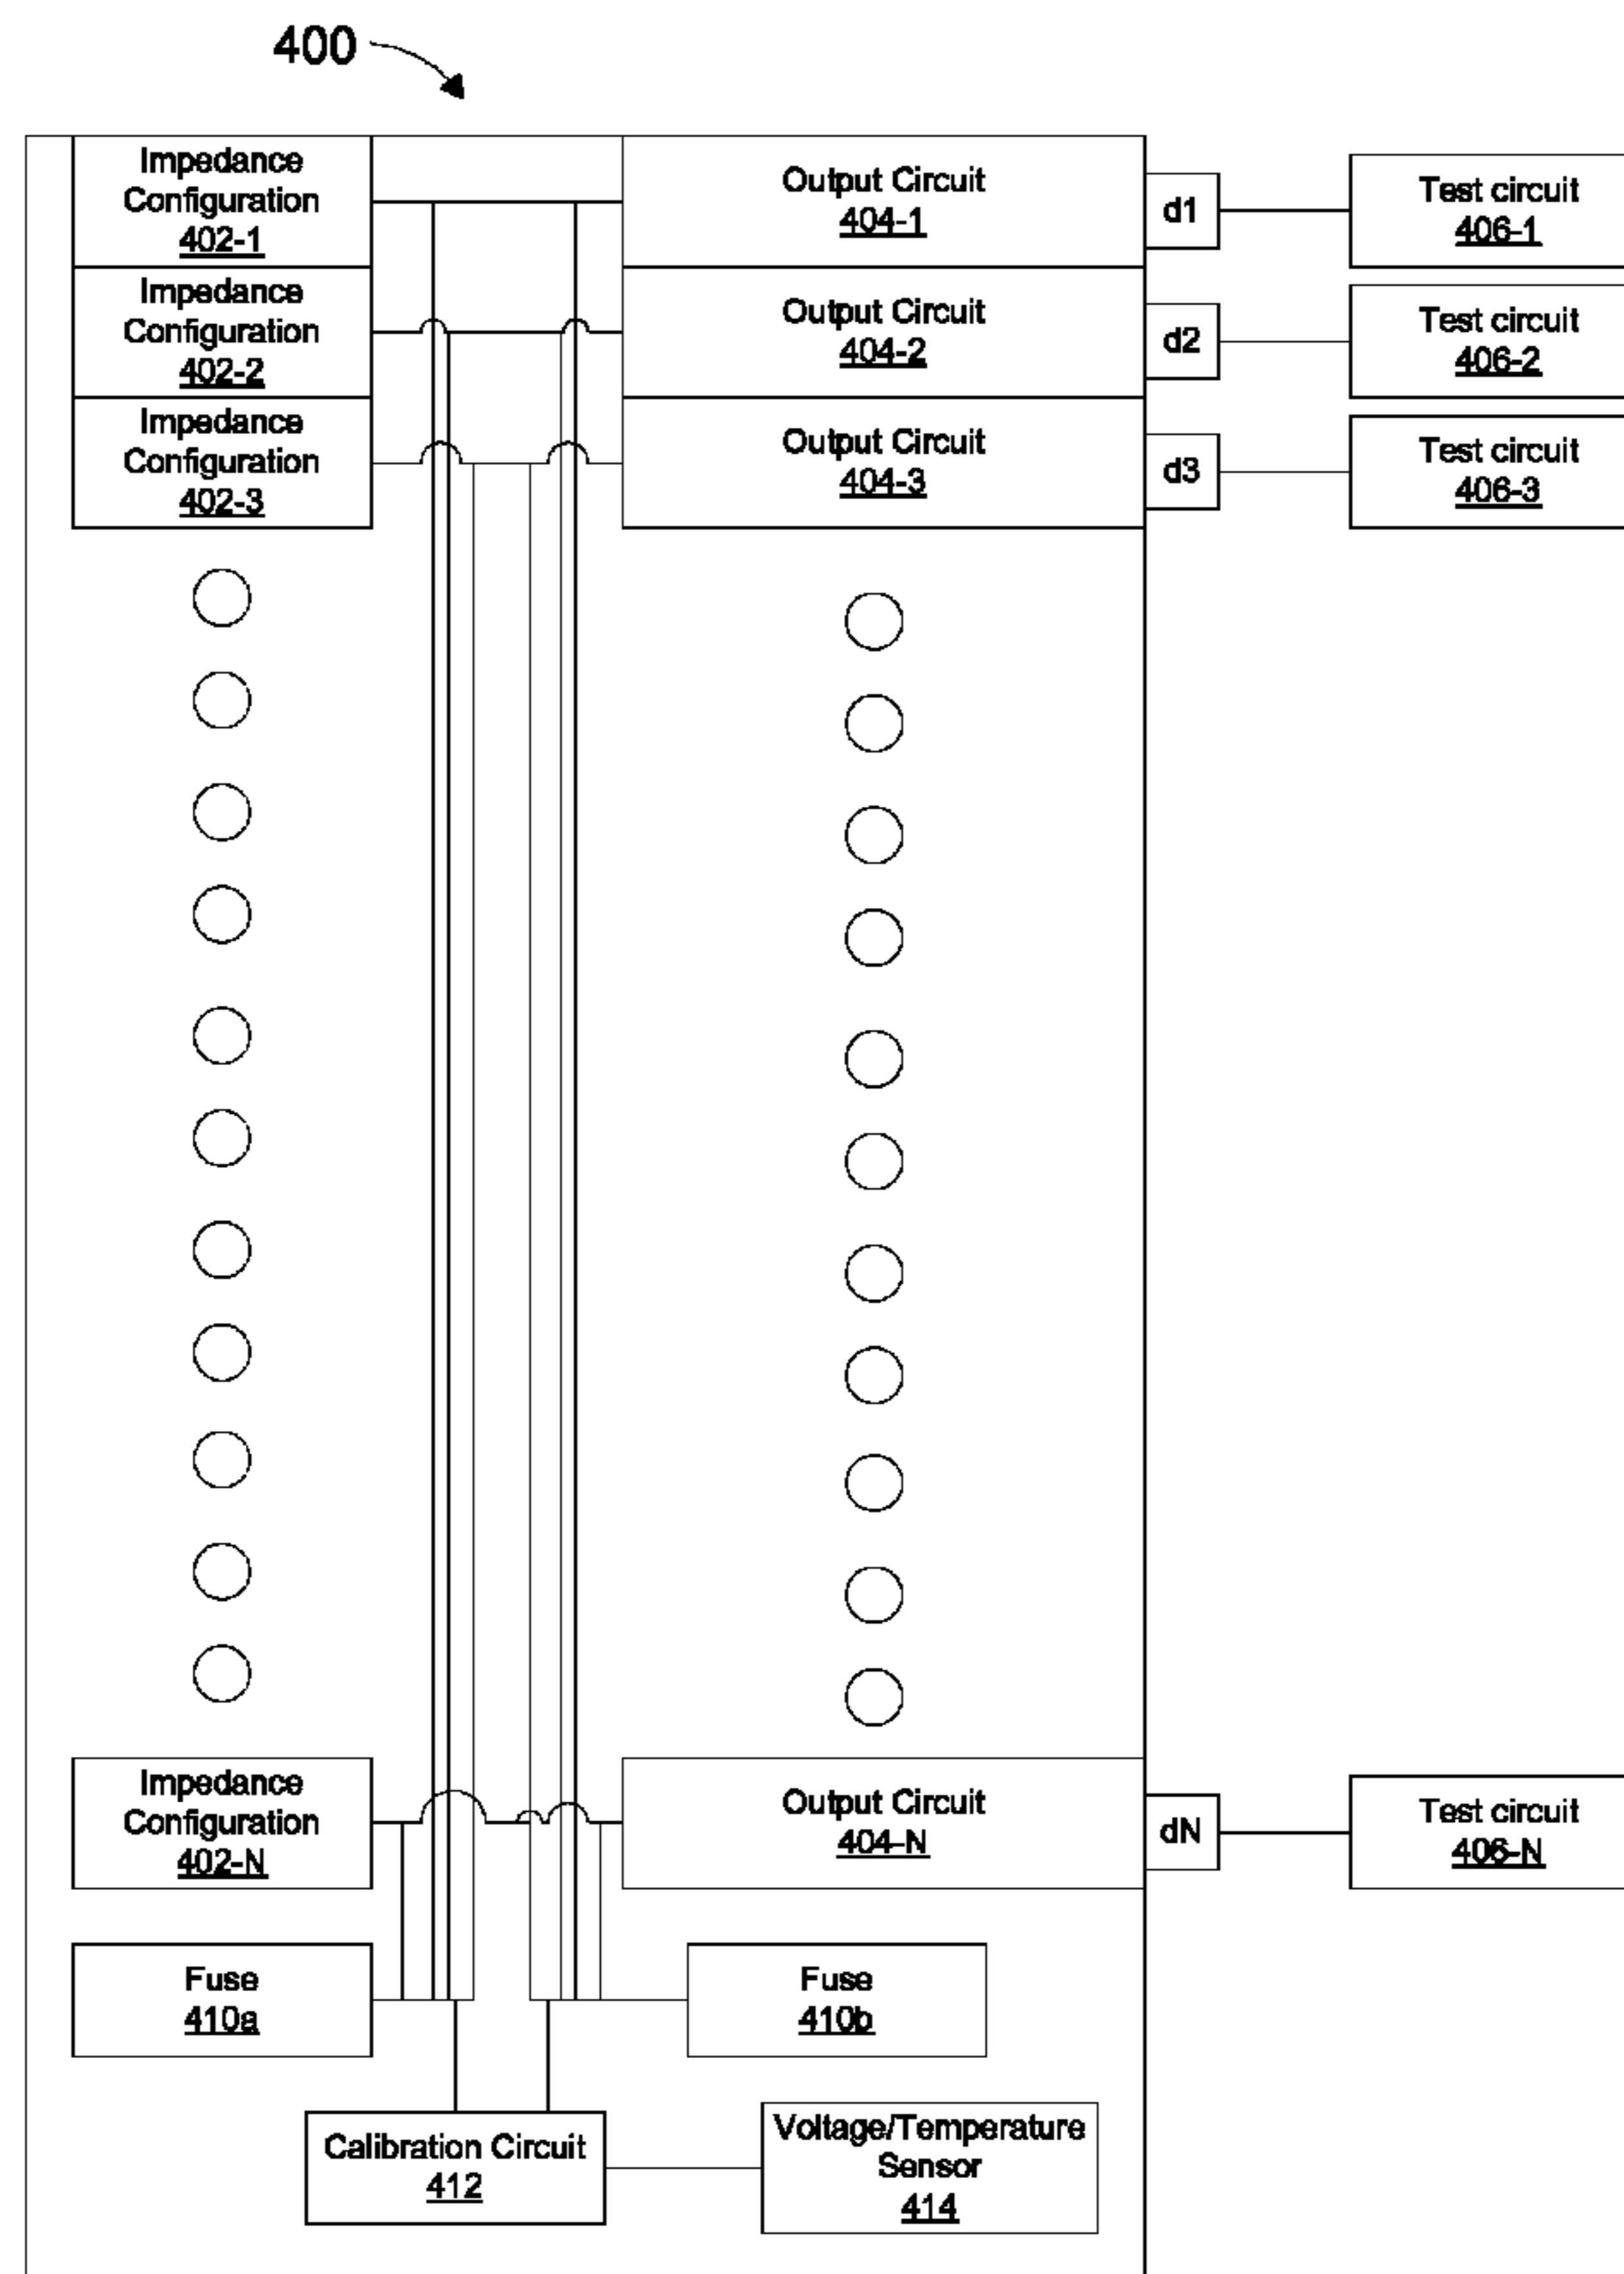 400
Impedance
Configuration
402-1
Output Circuit
404-1
d1
Test circuit
406-1
Impedance
Configuration
402-2
Output Circuit
404-2
d2
Test circuit
406-2
Impedance
Configuration
402-3
Output Circuit
404-3
d3
Test circuit
406-3
Impedance
Configuration
402-N
Output Circuit
404-N
dN
Test circuit
406-N
Fuse
410a
Fuse
410b
Calibration Circuit
412
Voltage/Temperature
Sensor
414